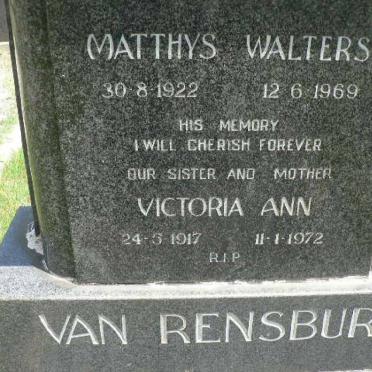 MATTHYS WALTERS
30·8·1922 12·6·1969
HIS MEMORY
I WILL CHERISH FOREVER
OUR SISTER AND MOTHER
VICTORIA ANN
24-5-1917 11-1-1972
R.I.P.
VAN RENSBUR